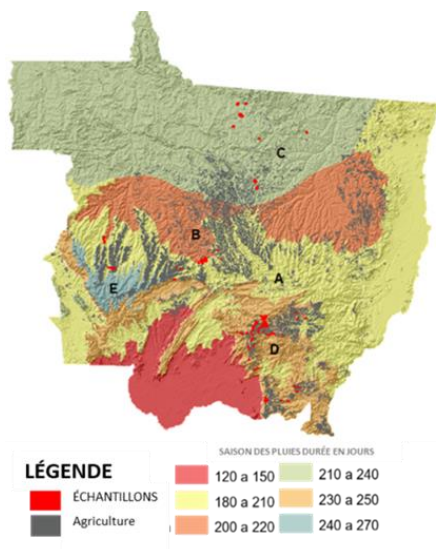 C
B
A
E
D
SAISON DES PLUIES DURÉE EN JOURS
LÉGENDE
120 a 150
210 a 240
ÉCHANTILLONS
180 a 210
230 a 250
Agriculture
200 a 220
240 a 270